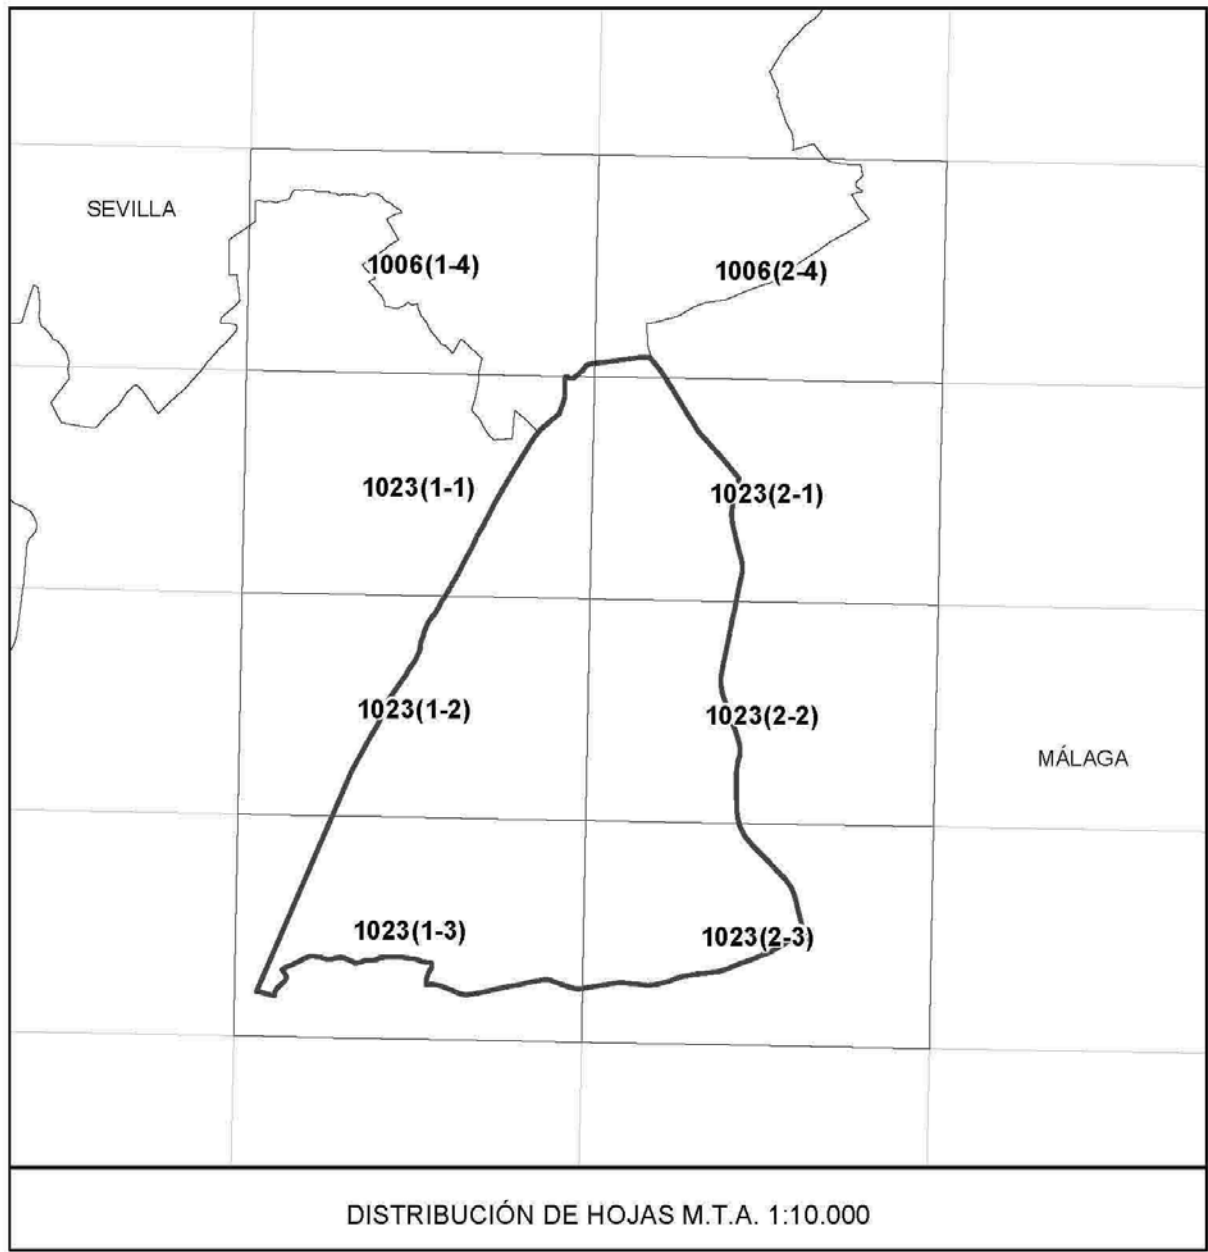 SEVILLA
1006(1-4)
1006(2-4)
1023(1-1)
1023(2-1)
1023(1-2)
1023(2-2)
MÁLAGA
1023(1-3)
1023(2-3)
DISTRIBUCIÓN DE HOJAS M.T.A. 1:10.000